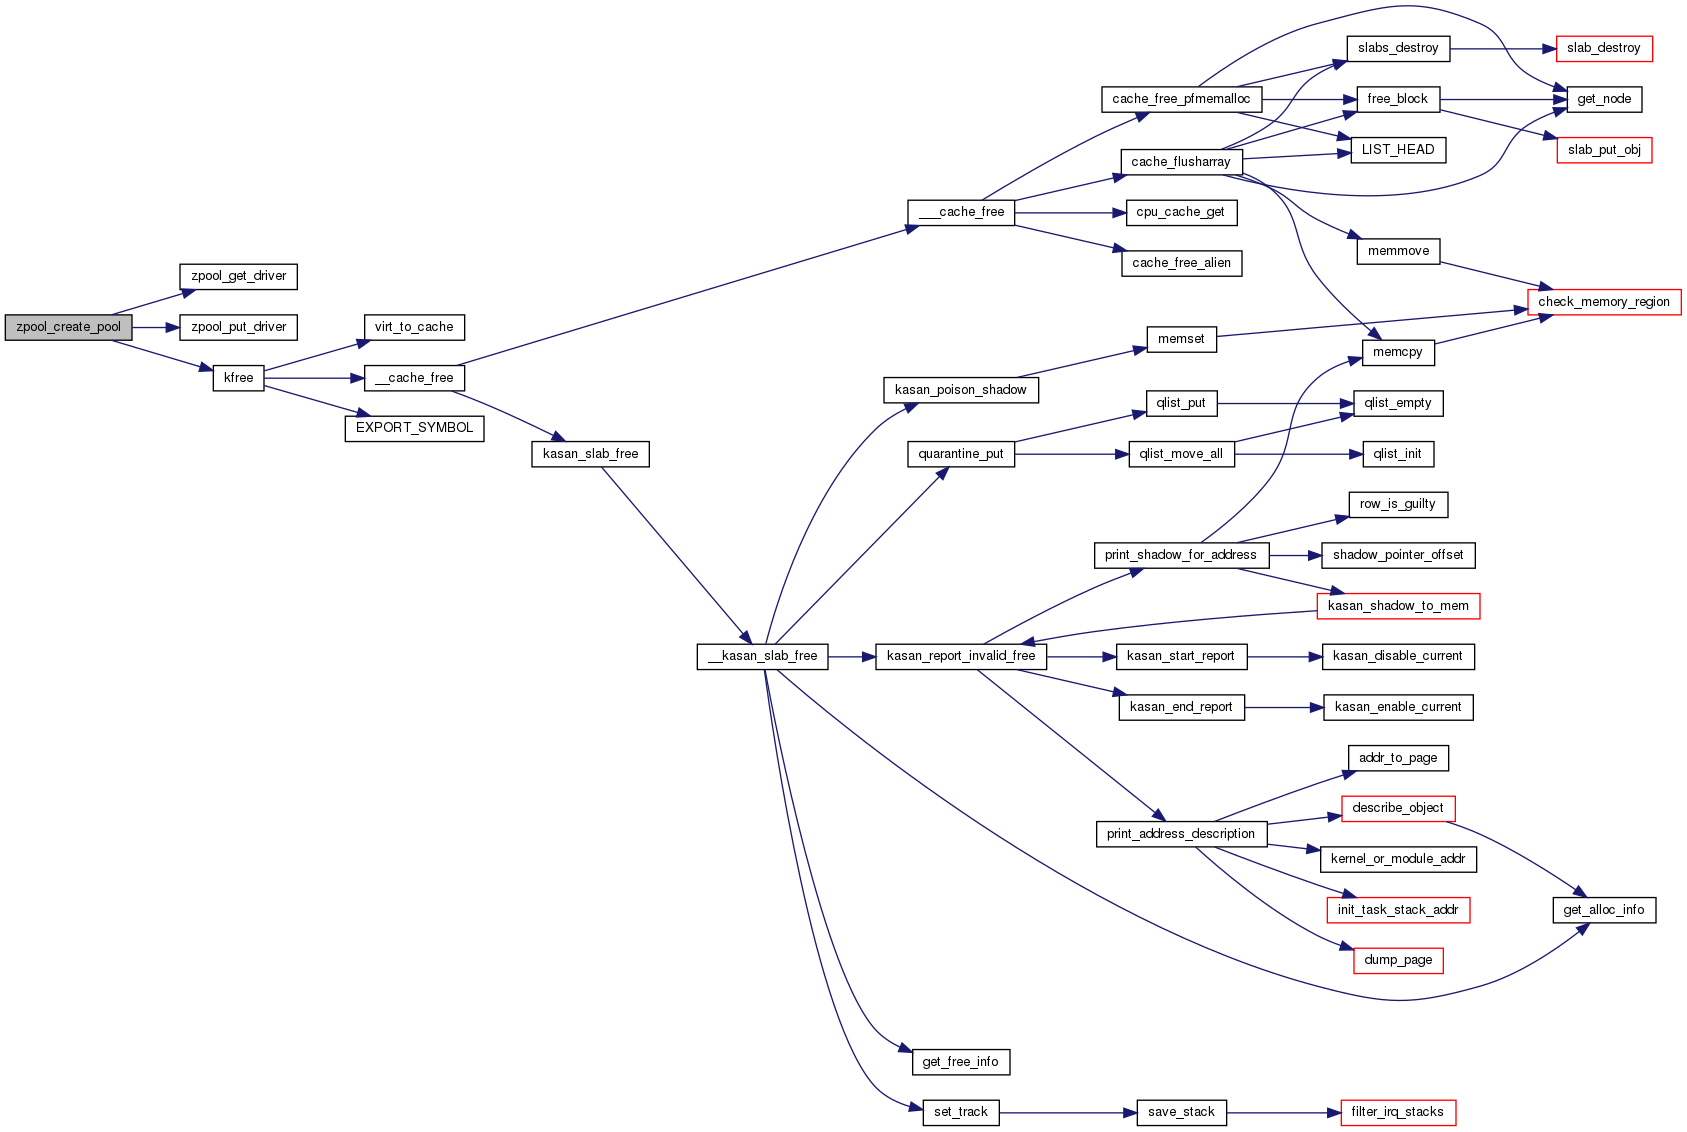 zpool_create_pool
zpool_get_driver
zpool_put_driver
kfree
virt_to_cache
__cache_free
EXPORT_SYMBOL
kasan_slab_free
___cache_free
cache_free_pfmemalloc
cache_flusharray
cpu_cache_get
cache_free_alien
slabs_destroy
free_block
LIST_HEAD
slab_destroy
get_node
slab_put_obj
memmove
memcpy
check_memory_region
__kasan_slab_free
kasan_poison_shadow
memset
quarantine_put
qlist_put
qlist_move_all
qlist_empty
qlist_init
kasan_report_invalid_free
print_shadow_for_address
row_is_guilty
shadow_pointer_offset
kasan_shadow_to_mem
kasan_start_report
kasan_disable_current
kasan_end_report
kasan_enable_current
print_address_description
addr_to_page
describe_object
kernel_or_module_addr
init_task_stack_addr
dump_page
get_alloc_info
get_free_info
set_track
save_stack
filter_irq_stacks